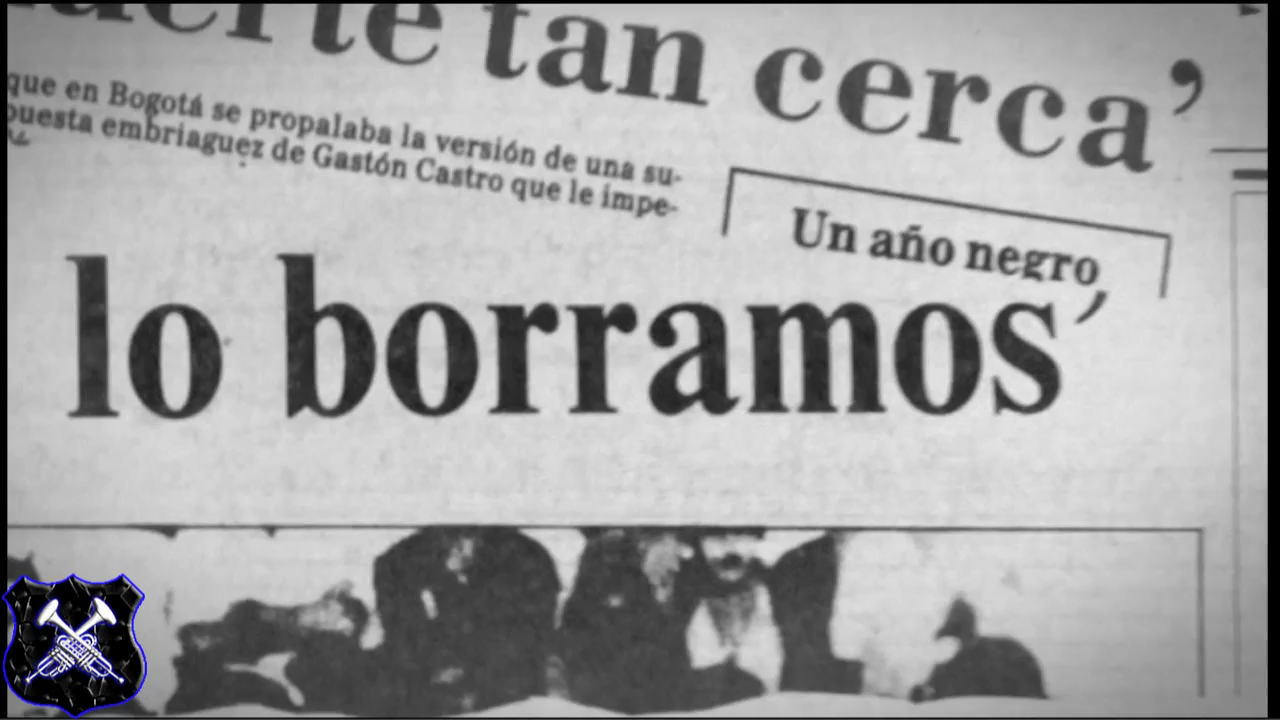 tan cerca’
que en Bogotá se propalaba la versión de una su-
puesta embriaguez de Gastón Castro que le impe-
Un año negro
lo borramos’